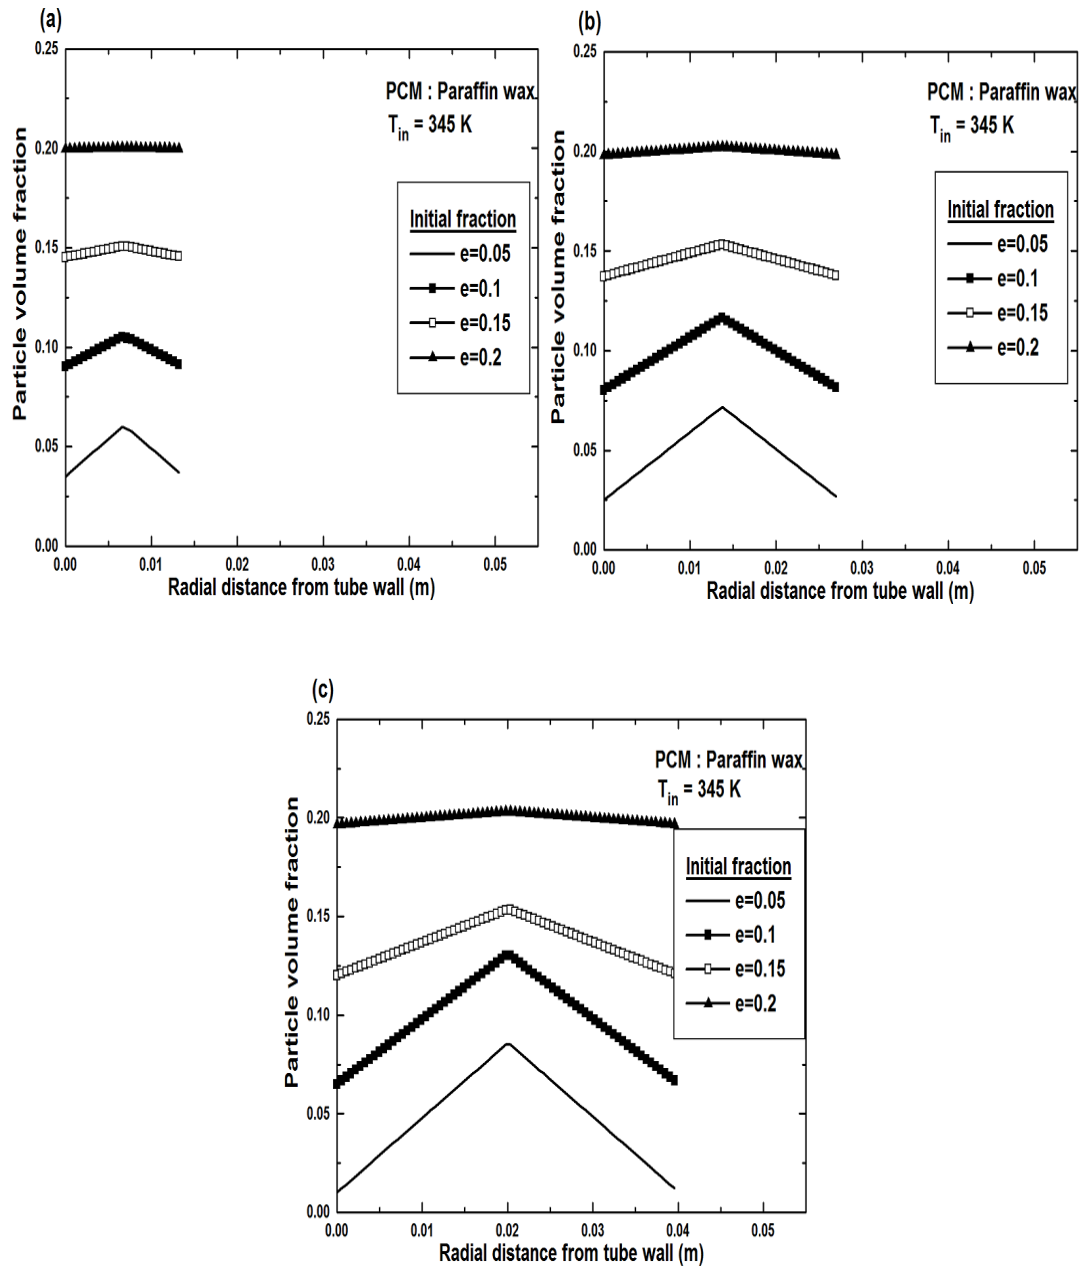 (a)
0.25
0.20
0.15
0.10
0.05
0.00
Particle volume fraction
PCM : Paraffin wax
T_in = 345 K
Initial fraction
e=0.05
e=0.1
e=0.15
e=0.2
0.00 0.01 0.02 0.03 0.04 0.05
Radial distance from tube wall (m)
(b)
0.25
0.20
0.15
0.10
0.05
0.00
Particle volume fraction
PCM : Paraffin wax
T_in = 345 K
Initial fraction
e=0.05
e=0.1
e=0.15
e=0.2
0.00 0.01 0.02 0.03 0.04 0.05
Radial distance from tube wall (m)
(c)
0.25
0.20
0.15
0.10
0.05
0.00
Particle volume fraction
PCM : Paraffin wax
T_in = 345 K
Initial fraction
e=0.05
e=0.1
e=0.15
e=0.2
0.00 0.01 0.02 0.03 0.04 0.05
Radial distance from tube wall (m)